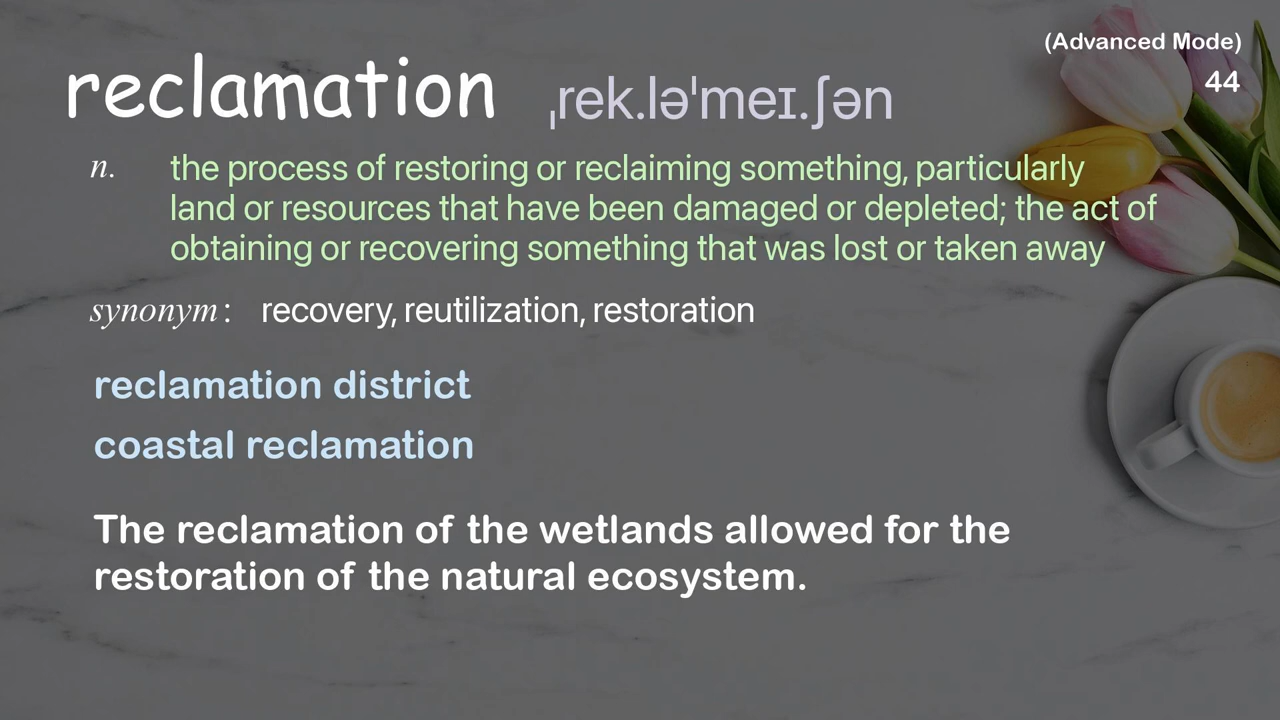 (Advanced Mode)
44
reclamation ˌrek.ləˈmeɪ.ʃən
n. the process of restoring or reclaiming something, particularly
land or resources that have been damaged or depleted; the act of
obtaining or recovering something that was lost or taken away
synonym: recovery, reutilization, restoration
reclamation district
coastal reclamation
The reclamation of the wetlands allowed for the
restoration of the natural ecosystem.